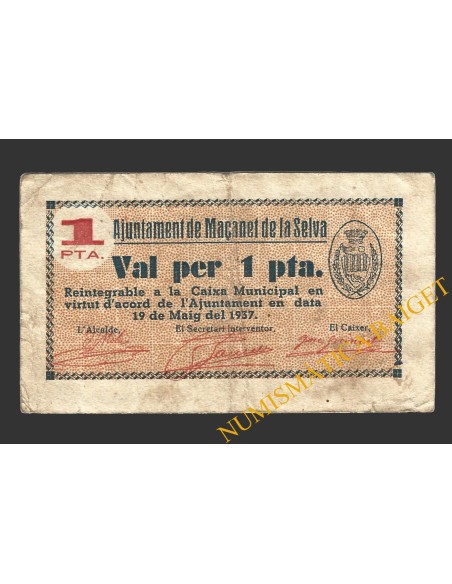 1
PTA.
Ajuntament de Maçanet de la Selva
Val per 1 pta.
Reintegrable a la Caixa Municipal en
virtut d'acord de l'Ajuntament en data
19 de Maig del 1937.
L'Alcalde, El Secretari interventor, El Caixer,
NUMISMATICA BAIGET